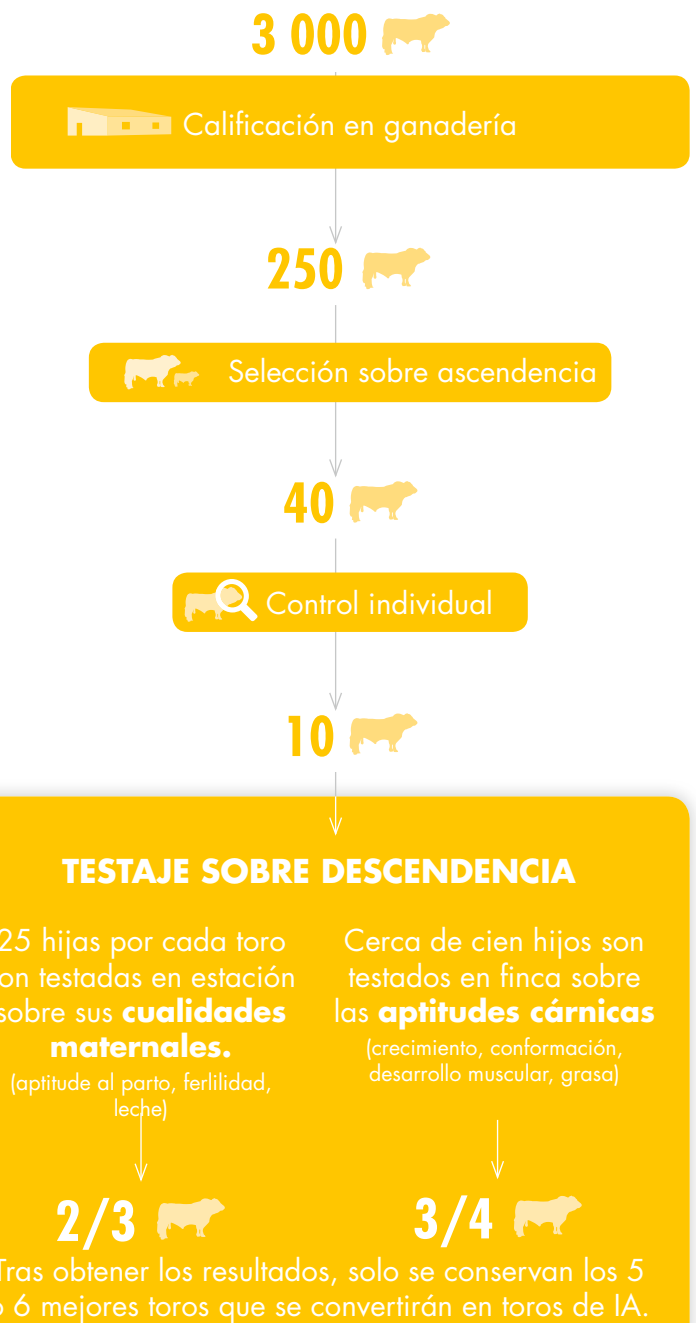 3 000
Calificación en ganadería
250
Selección sobre ascendencia
40
Control individual
10
TESTAJE SOBRE DESCENDENCIA
25 hijas por cada toro
on testadas en estación
sobre sus cualidades
maternales.
(aptitude al parto, ferlilidad,
leche)
2/3
Cerca de cien hijos son
testados en finca sobre
las aptitudes cárnicas
(crecimiento, conformación,
desarrollo muscular, grasa)
3/4
Tras obtener los resultados, solo se conservan los 5
o 6 mejores toros que se convertirán en toros de IA.